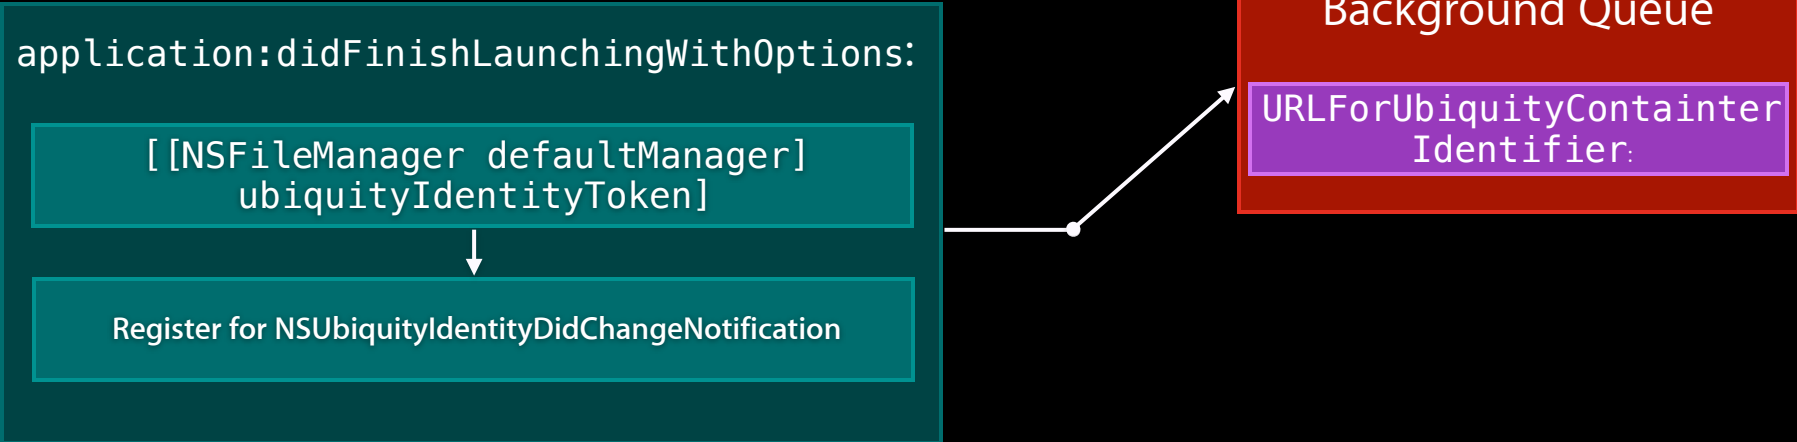 application:didFinishLaunchingWithOptions:
[[NSFileManager defaultManager]
ubiquityIdentityToken]
Register for NSUbiquityIdentityDidChangeNotification
Background Queue
URLForUbiquityContainter
Identifier: